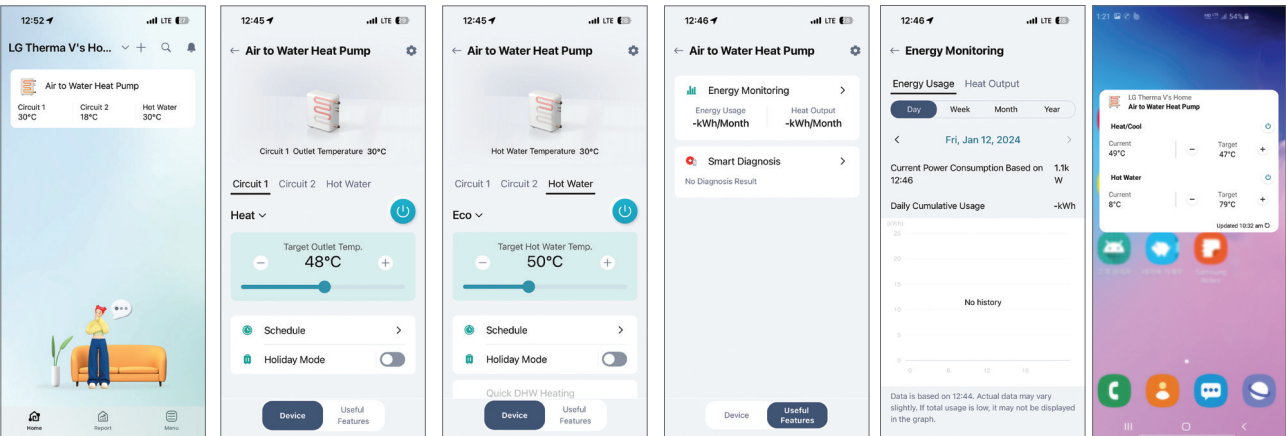 12:52
LTE
LG Therma V's Ho...
Air to Water Heat Pump
Circuit 1 Circuit 2 Hot Water
30°C 18°C 30°C
Home Report Menu
12:45
LTE
Air to Water Heat Pump
Circuit 1 Outlet Temperature 30°C
Circuit 1 Circuit 2 Hot Water
Heat
Target Outlet Temp.
− 48°C +
Schedule
Holiday Mode
Device Useful
Features
12:45
LTE
Air to Water Heat Pump
Hot Water Temperature 30°C
Circuit 1 Circuit 2 Hot Water
Eco
Target Hot Water Temp.
− 50°C +
Schedule
Holiday Mode
Quick DHW Heating
Device Useful
Features
12:46
LTE
Air to Water Heat Pump
Energy Monitoring
Energy Usage Heat Output
-kWh/Month -kWh/Month
Smart Diagnosis
No Diagnosis Result
Device Useful
Features
12:46
LTE
Energy Monitoring
Energy Usage Heat Output
Day Week Month Year
Fri, Jan 12, 2024
Current Power Consumption Based on 1.1k
12:46 W
Daily Cumulative Usage -kWh
(kWh)
25
20
15
10
5
0
No history
0 6 12 18
Data is based on 12:44. Actual data may vary
slightly. If total usage is low, it may not be displayed
in the graph.
1:21
54%
LG Therma V's Home
Air to Water Heat Pump
Heat/Cool
Current Target
49°C − 47°C +
Hot Water
Current Target
8°C − 79°C +
Updated 10:32 am
Samsung
Notes